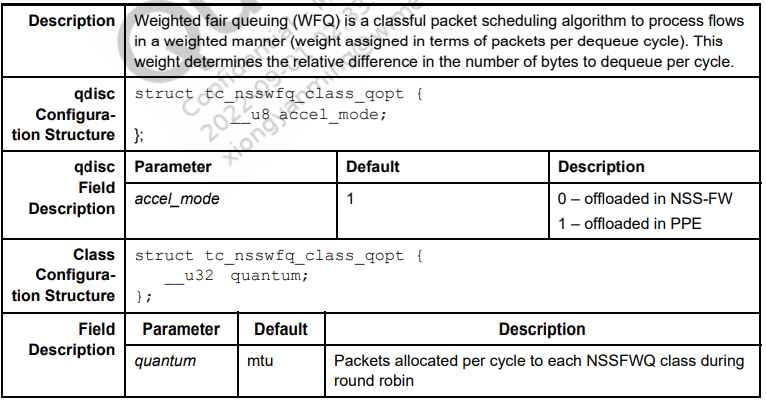 Description
Weighted fair queuing (WFQ) is a classful packet scheduling algorithm to process flows
in a weighted manner (weight assigned in terms of packets per dequeue cycle). This
weight determines the relative difference in the number of bytes to dequeue per cycle.
qdisc
Configura-
tion Structure
struct tc_nsswfq_class_qopt {
__u8 accel_mode;
};
qdisc
Field
Description
Parameter Default Description
accel_mode 1 0 – offloaded in NSS-FW
1 – offloaded in PPE
Class
Configura-
tion Structure
struct tc_nsswfq_class_qopt {
__u32 quantum;
};
Field
Description
Parameter Default Description
quantum mtu Packets allocated per cycle to each NSSFWQ class during
round robin